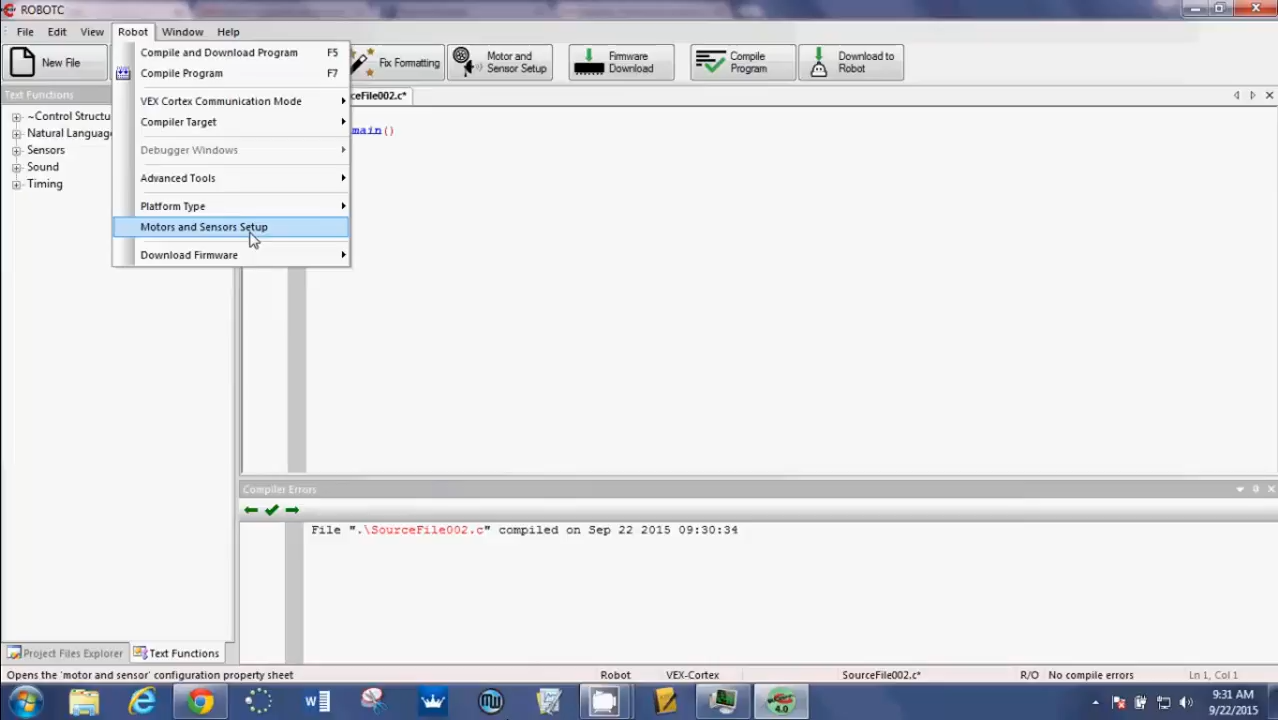 ROBOTC
File Edit View Robot Window Help
New File
Fix Formatting
Motor and
Sensor Setup
Firmware
Download
Compile
Program
Download to
Robot
Compile and Download Program F5
Compile Program F7
VEX Cortex Communication Mode
Compiler Target
Debugger Windows
Advanced Tools
Platform Type
Motors and Sensors Setup
Download Firmware
Text Functions
~Control Structu
Natural Languag
Sensors
Sound
Timing
ceFile002.c*
main()
Compiler Errors
File ".\SourceFile002.c" compiled on Sep 22 2015 09:30:34
Project Files Explorer
Text Functions
Opens the 'motor and sensor' configuration property sheet
Robot
VEX-Cortex
SourceFile002.c*
R/O
No compile errors
Ln 1, Col 1
4.0
9:31 AM
9/22/2015